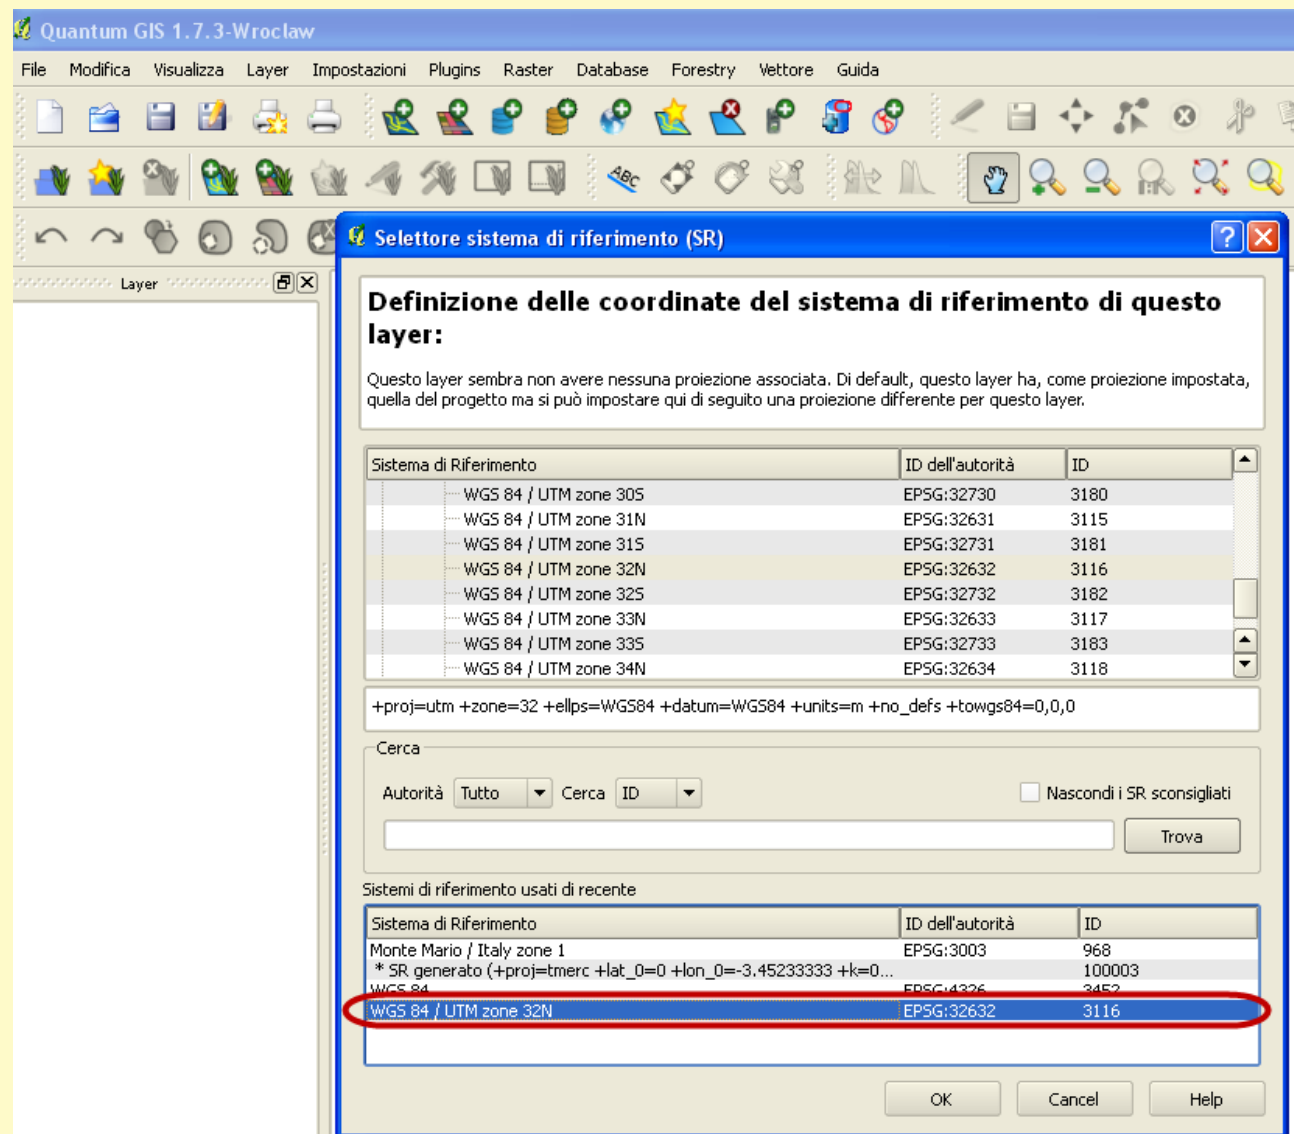 Quantum GIS 1.7.3-Wroclaw
File Modifica Visualizza Layer Impostazioni Plugins Raster Database Forestry Vettore Guida
ABC
Selettore sistema di riferimento (SR)
Layer
Definizione delle coordinate del sistema di riferimento di questo
layer:
Questo layer sembra non avere nessuna proiezione associata. Di default, questo layer ha, come proiezione impostata,
quella del progetto ma si può impostare qui di seguito una proiezione differente per questo layer.
Sistema di Riferimento ID dell'autorità ID
WGS 84 / UTM zone 30S EPSG:32730 3180
WGS 84 / UTM zone 31N EPSG:32631 3115
WGS 84 / UTM zone 31S EPSG:32731 3181
WGS 84 / UTM zone 32N EPSG:32632 3116
WGS 84 / UTM zone 32S EPSG:32732 3182
WGS 84 / UTM zone 33N EPSG:32633 3117
WGS 84 / UTM zone 33S EPSG:32733 3183
WGS 84 / UTM zone 34N EPSG:32634 3118
+proj=utm +zone=32 +ellps=WGS84 +datum=WGS84 +units=m +no_defs +towgs84=0,0,0
Cerca
Autorità Tutto Cerca ID Nascondi i SR sconsigliati
Trova
Sistemi di riferimento usati di recente
Sistema di Riferimento ID dell'autorità ID
Monte Mario / Italy zone 1 EPSG:3003 968
* SR generato (+proj=tmerc +lat_0=0 +lon_0=-3.45233333 +k=0... 100003
WGS 84 EPSG:4326 3452
WGS 84 / UTM zone 32N EPSG:32632 3116
OK Cancel Help